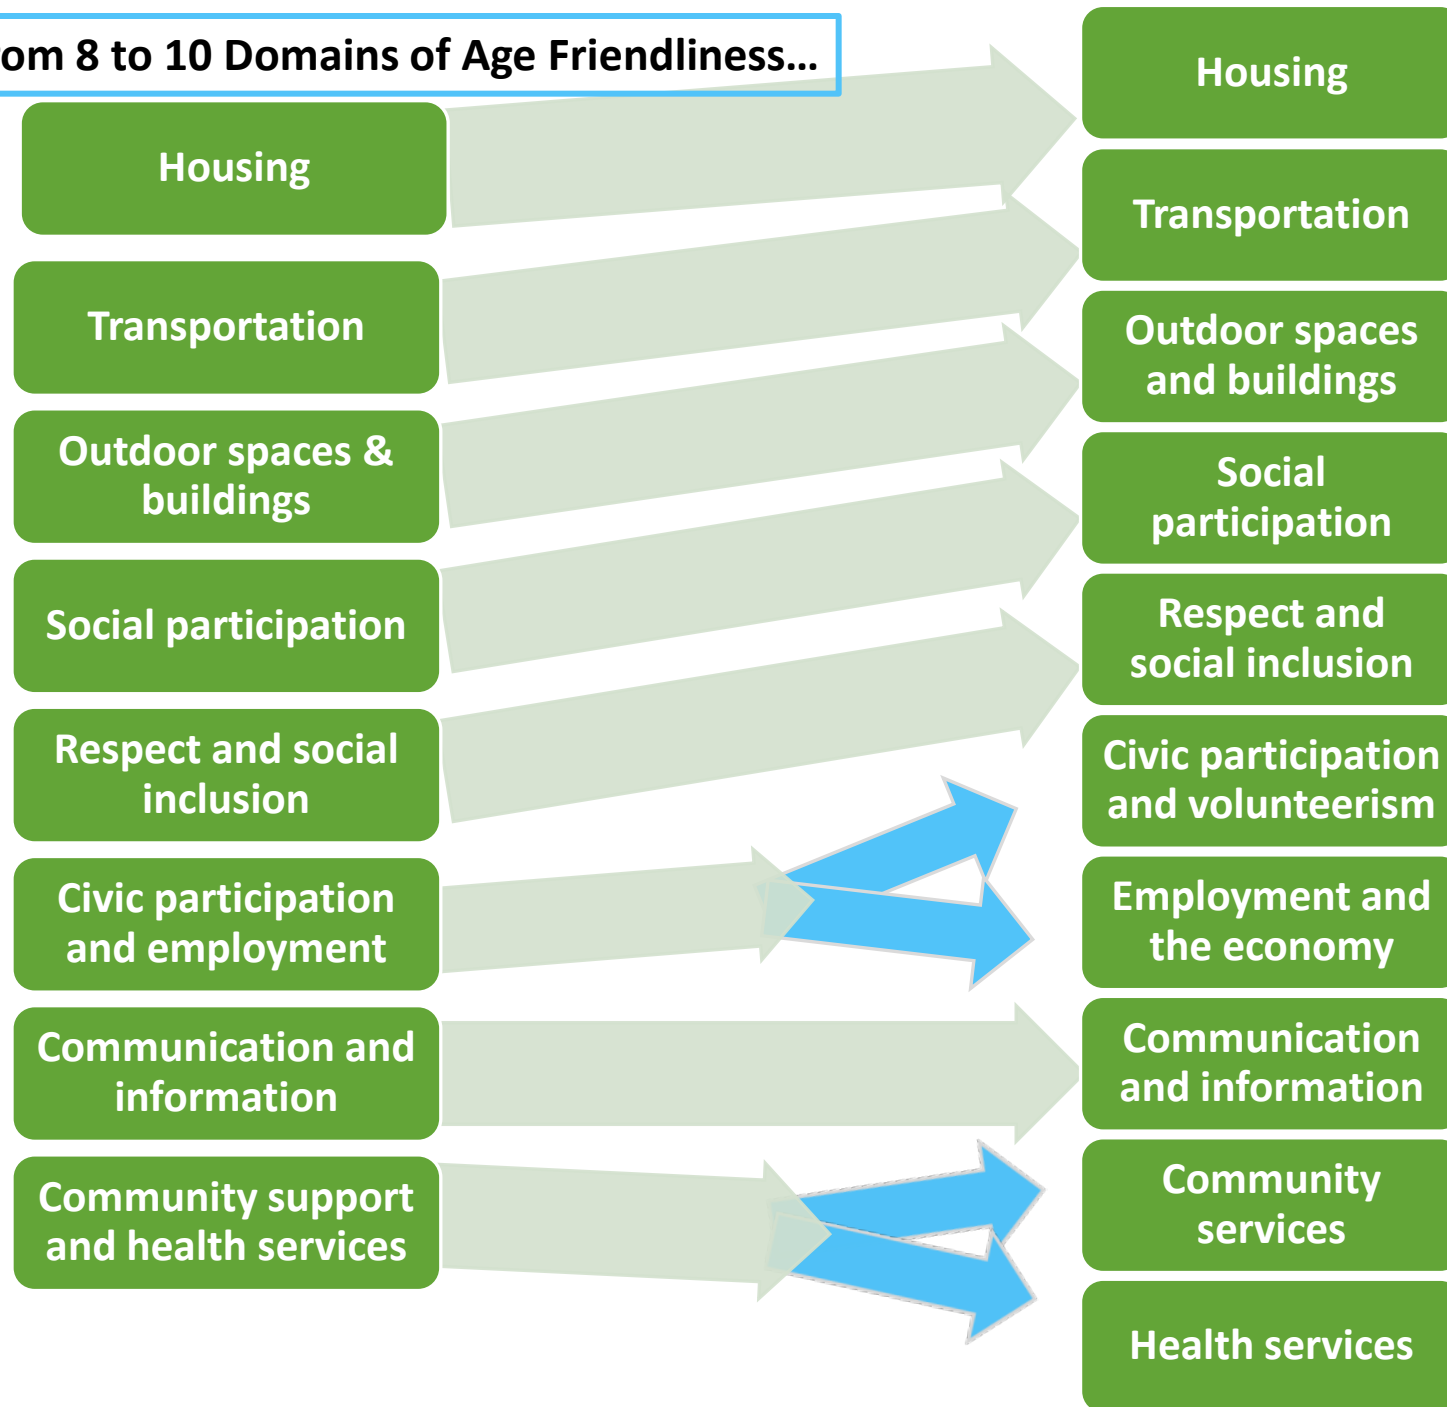 om 8 to 10 Domains of Age Friendliness...
Housing
Transportation
Outdoor spaces &
buildings
Social participation
Respect and social
inclusion
Civic participation
and employment
Communication and
information
Community support
and health services
Housing
Transportation
Outdoor spaces
and buildings
Social
participation
Respect and
social inclusion
Civic participation
and volunteerism
Employment and
the economy
Communication
and information
Community
services
Health services